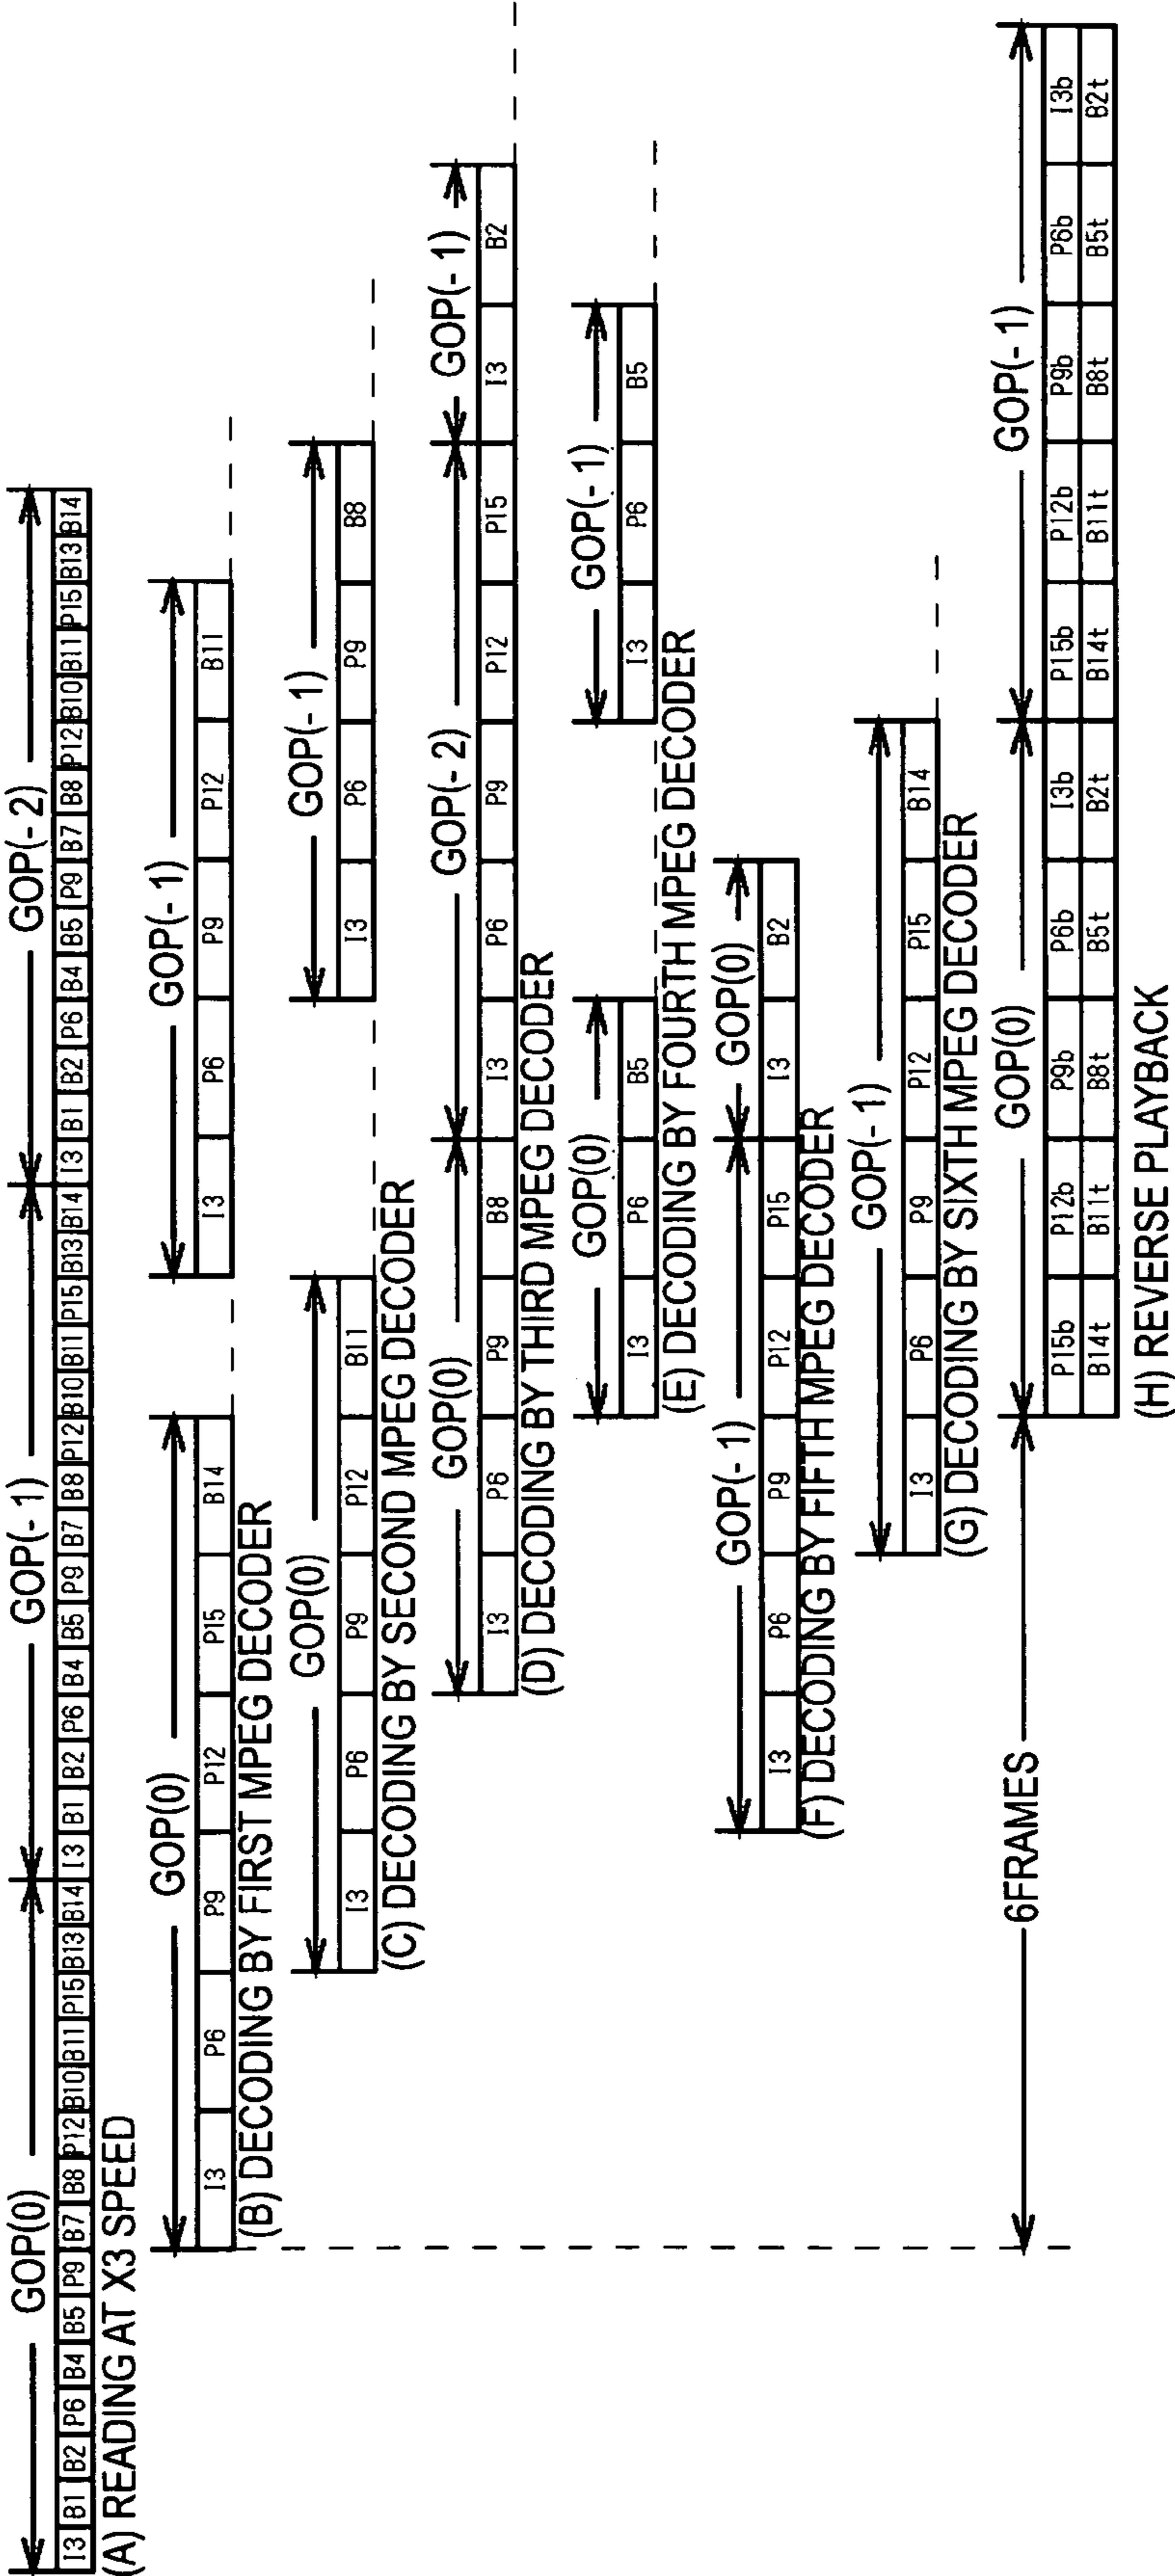 GOP(0) GOP(-1) GOP(-2)
I3 B1 B2 P6 B4 B5 P9 B7 B8 P12 B10 B11 P15 B13 B14 I3 B1 B2 P6 B4 B5 P9 B7 B8 P12 B10 B11 P15 B13 B14 I3 B1 B2 P6 B4 B5 P9 B7 B8 P12 B10 B11 P15 B13 B14
(A) READING AT X3 SPEED
GOP(0) GOP(-1)
I3 P6 P9 P12 P15 B14 I3 P6 P9 P12 B11
(B) DECODING BY FIRST MPEG DECODER
GOP(0) GOP(-1)
I3 P6 P9 P12 B11 I3 P6 P9 B8
(C) DECODING BY SECOND MPEG DECODER
GOP(0) GOP(-2) GOP(-1)
I3 P6 P9 B8 I3 P6 P9 P12 P15 I3 B2
(D) DECODING BY THIRD MPEG DECODER
GOP(0) GOP(-1)
I3 P6 B5 I3 P6 B5
(E) DECODING BY FOURTH MPEG DECODER
GOP(-1) GOP(0)
I3 P6 P9 P12 P15 I3 B2
(F) DECODING BY FIFTH MPEG DECODER
GOP(-1)
I3 P6 P9 P12 P15 B14
(G) DECODING BY SIXTH MPEG DECODER
6FRAMES GOP(0) GOP(-1)
P15b P12b P9b P6b I3b P15b P12b P9b P6b I3b
B14t B11t B8t B5t B2t B14t B11t B8t B5t B2t
(H) REVERSE PLAYBACK